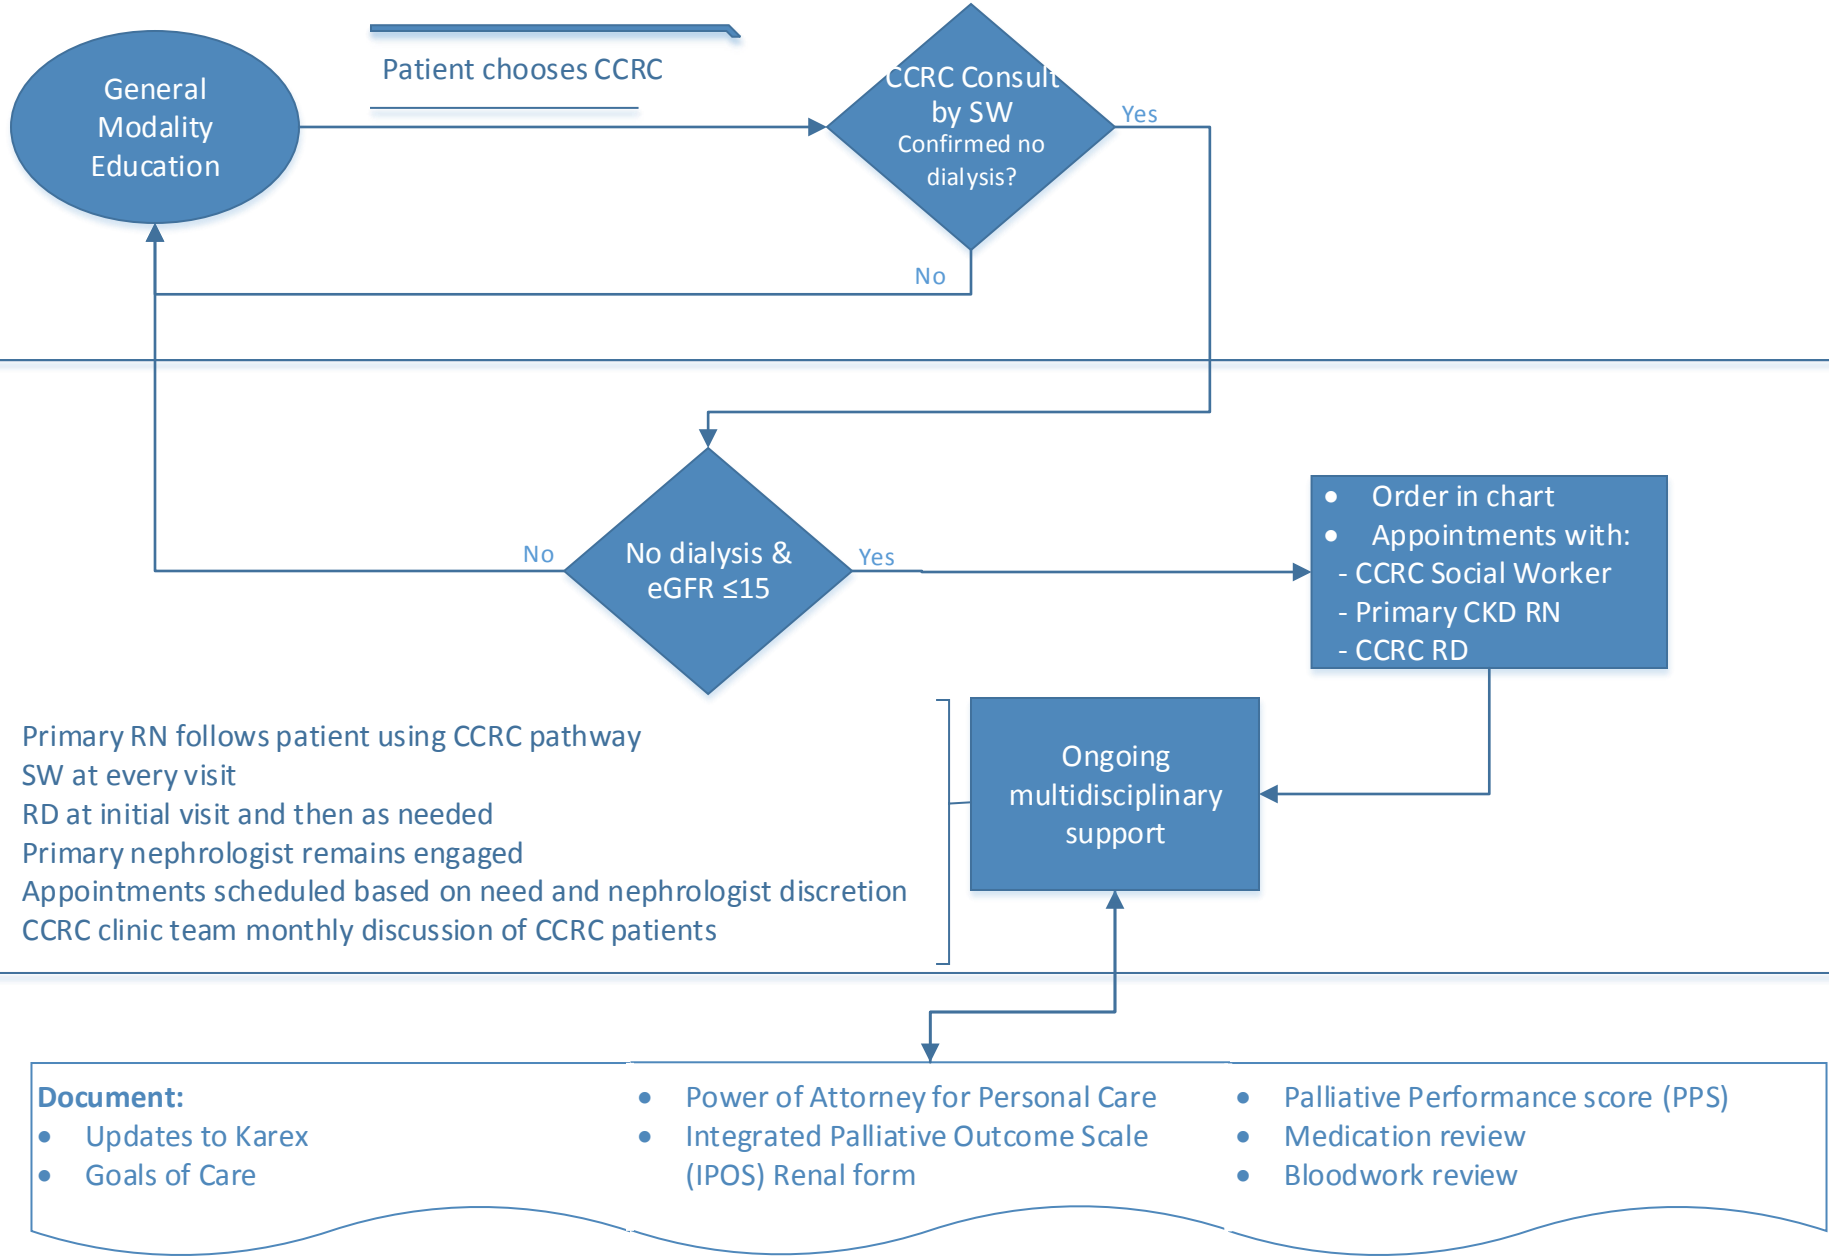 General
Modality
Education
Patient chooses CCRC
CCRC Consult
by SW
Confirmed no
dialysis?
Yes
No
No
No dialysis &
eGFR ≤15
Yes
• Order in chart
• Appointments with:
- CCRC Social Worker
- Primary CKD RN
- CCRC RD
Primary RN follows patient using CCRC pathway
SW at every visit
RD at initial visit and then as needed
Primary nephrologist remains engaged
Appointments scheduled based on need and nephrologist discretion
CCRC clinic team monthly discussion of CCRC patients
Ongoing
multidisciplinary
support
Document:
• Updates to Karex
• Goals of Care
• Power of Attorney for Personal Care
• Integrated Palliative Outcome Scale
(IPOS) Renal form
• Palliative Performance score (PPS)
• Medication review
• Bloodwork review